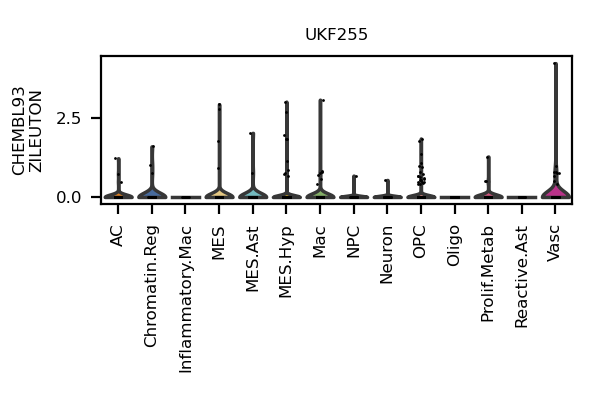 UKF255
CHEMBL93
ZILEUTON
2.5
0.0
AC
Chromatin.Reg
Inflammatory.Mac
MES
MES.Ast
MES.Hyp
Mac
NPC
Neuron
OPC
Oligo
Prolif.Metab
Reactive.Ast
Vasc